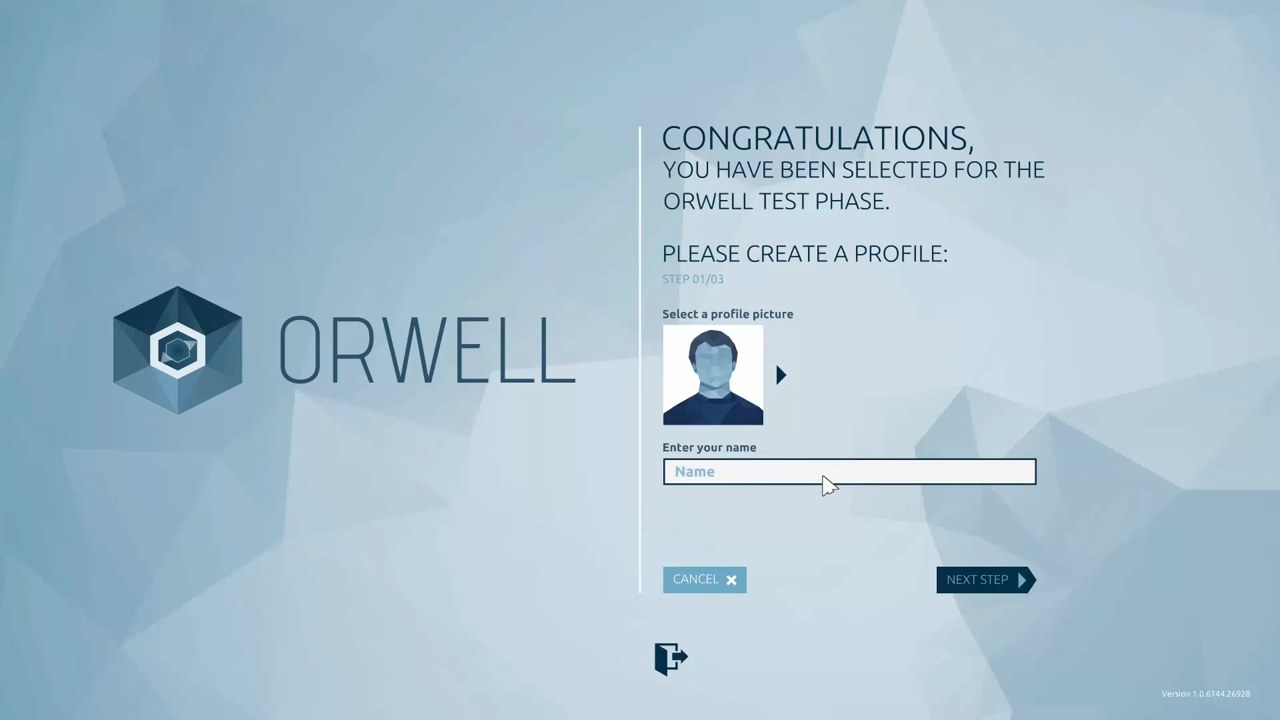 ORWELL
CONGRATULATIONS,
YOU HAVE BEEN SELECTED FOR THE
ORWELL TEST PHASE.
PLEASE CREATE A PROFILE:
STEP 01/03
Select a profile picture
Enter your name
Name
CANCEL
NEXT STEP
Version 1.0.6144.26928